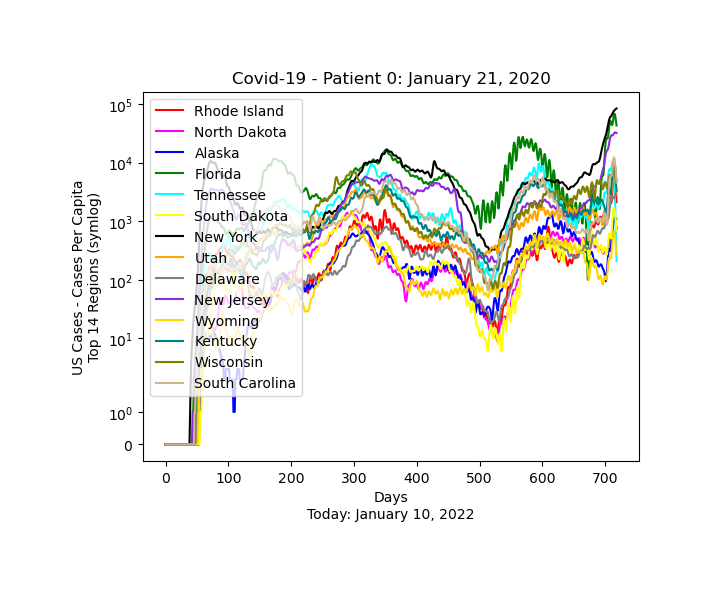 Covid-19 - Patient 0: January 21, 2020
US Cases - Cases Per Capita
Top 14 Regions (symlog)
10^5
10^4
10^3
10^2
10^1
10^0
0
Rhode Island
North Dakota
Alaska
Florida
Tennessee
South Dakota
New York
Utah
Delaware
New Jersey
Wyoming
Kentucky
Wisconsin
South Carolina
0 100 200 300 400 500 600 700
Days
Today: January 10, 2022